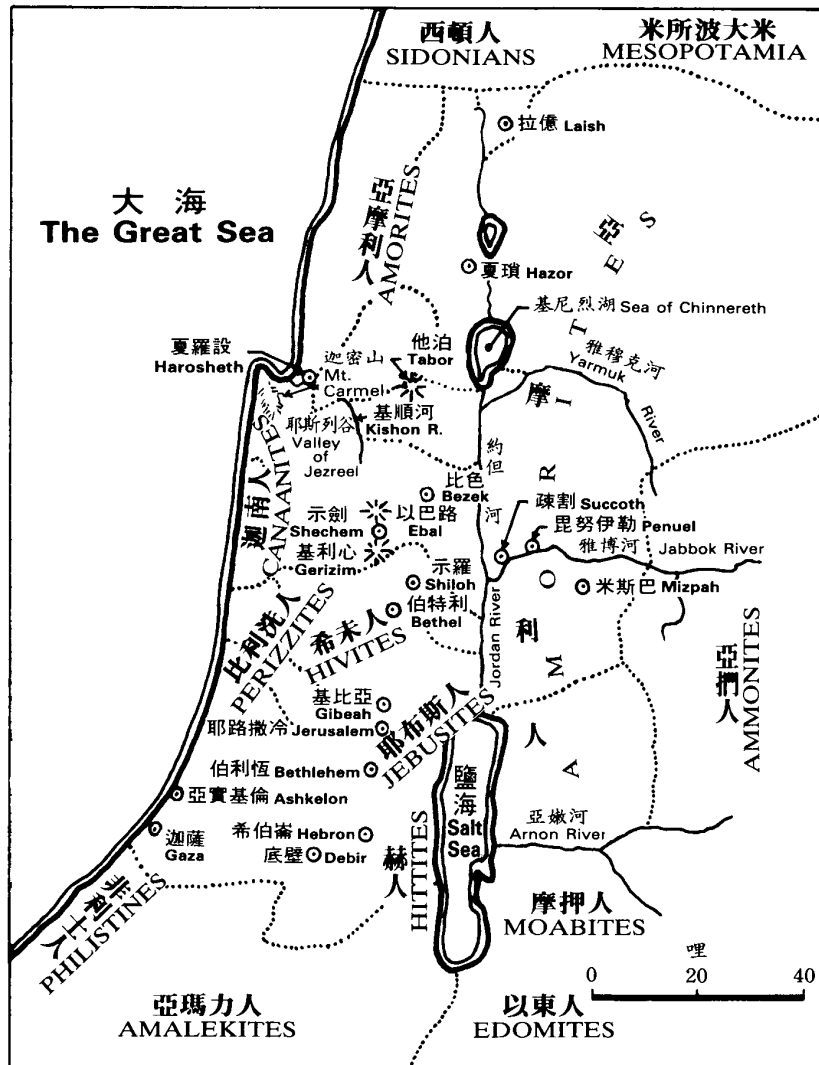 西頓人
SIDONIANS
米所波大米
MESOPOTAMIA
拉億 Laish
大海
The Great Sea
亞摩利人
AMORITES
亞摩利人
AMORITES
夏瑣 Hazor
基尼烈湖 Sea of Chinnereth
夏羅設
Harosheth
迦密山
Mt.
Carmel
他泊
Tabor
雅穆克河
Yarmuk
River
耶斯列谷
Valley
of
Jezreel
基順河
Kishon R.
迦南人
CANAANITES
約但河
Jordan River
比色
Bezek
疎割 Succoth
毘努伊勒 Penuel
示劍
Shechem
以巴路
Ebal
雅博河 Jabbok River
基利心
Gerizim
示羅
Shiloh
米斯巴 Mizpah
伯特利
Bethel
比利洗人
PERIZZITES
希未人
HIVITES
亞捫人
AMMONITES
基比亞
Gibeah
耶路撒冷 Jerusalem
耶布斯人
JEBUSITES
伯利恆 Bethlehem
鹽海
Salt
Sea
亞實基倫 Ashkelon
迦薩
Gaza
希伯崙 Hebron
底壁 Debir
赫人
HITTITES
亞嫩河
Arnon River
非利士人
PHILISTINES
摩押人
MOABITES
哩
0 20 40
亞瑪力人
AMALEKITES
以東人
EDOMITES